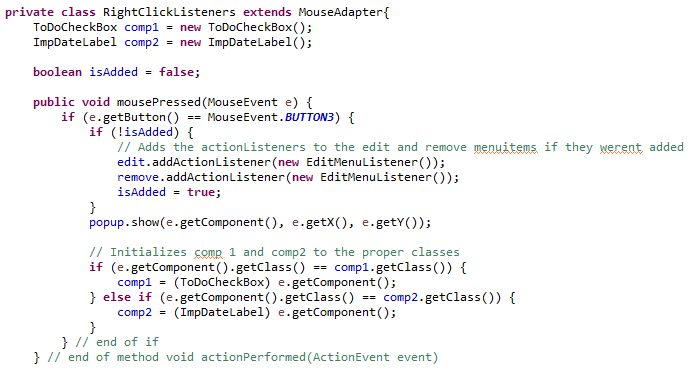 private class RightClickListeners extends MouseAdapter{
ToDoCheckBox comp1 = new ToDoCheckBox();
ImpDateLabel comp2 = new ImpDateLabel();
boolean isAdded = false;
public void mousePressed(MouseEvent e) {
if (e.getButton() == MouseEvent.BUTTON3) {
if (!isAdded) {
// Adds the actionListeners to the edit and remove menuitems if they werent added
edit.addActionListener(new EditMenuListener());
remove.addActionListener(new EditMenuListener());
isAdded = true;
}
popup.show(e.getComponent(), e.getX(), e.getY());
// Initializes comp 1 and comp2 to the proper classes
if (e.getComponent().getClass() == comp1.getClass()) {
comp1 = (ToDoCheckBox) e.getComponent();
} else if (e.getComponent().getClass() == comp2.getClass()) {
comp2 = (ImpDateLabel) e.getComponent();
}
} // end of if
} // end of method void actionPerformed(ActionEvent event)